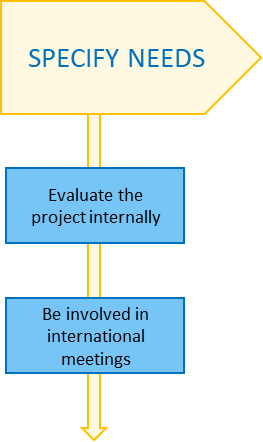 SPECIFY NEEDS
Evaluate the
project internally
Be involved in
international
meetings